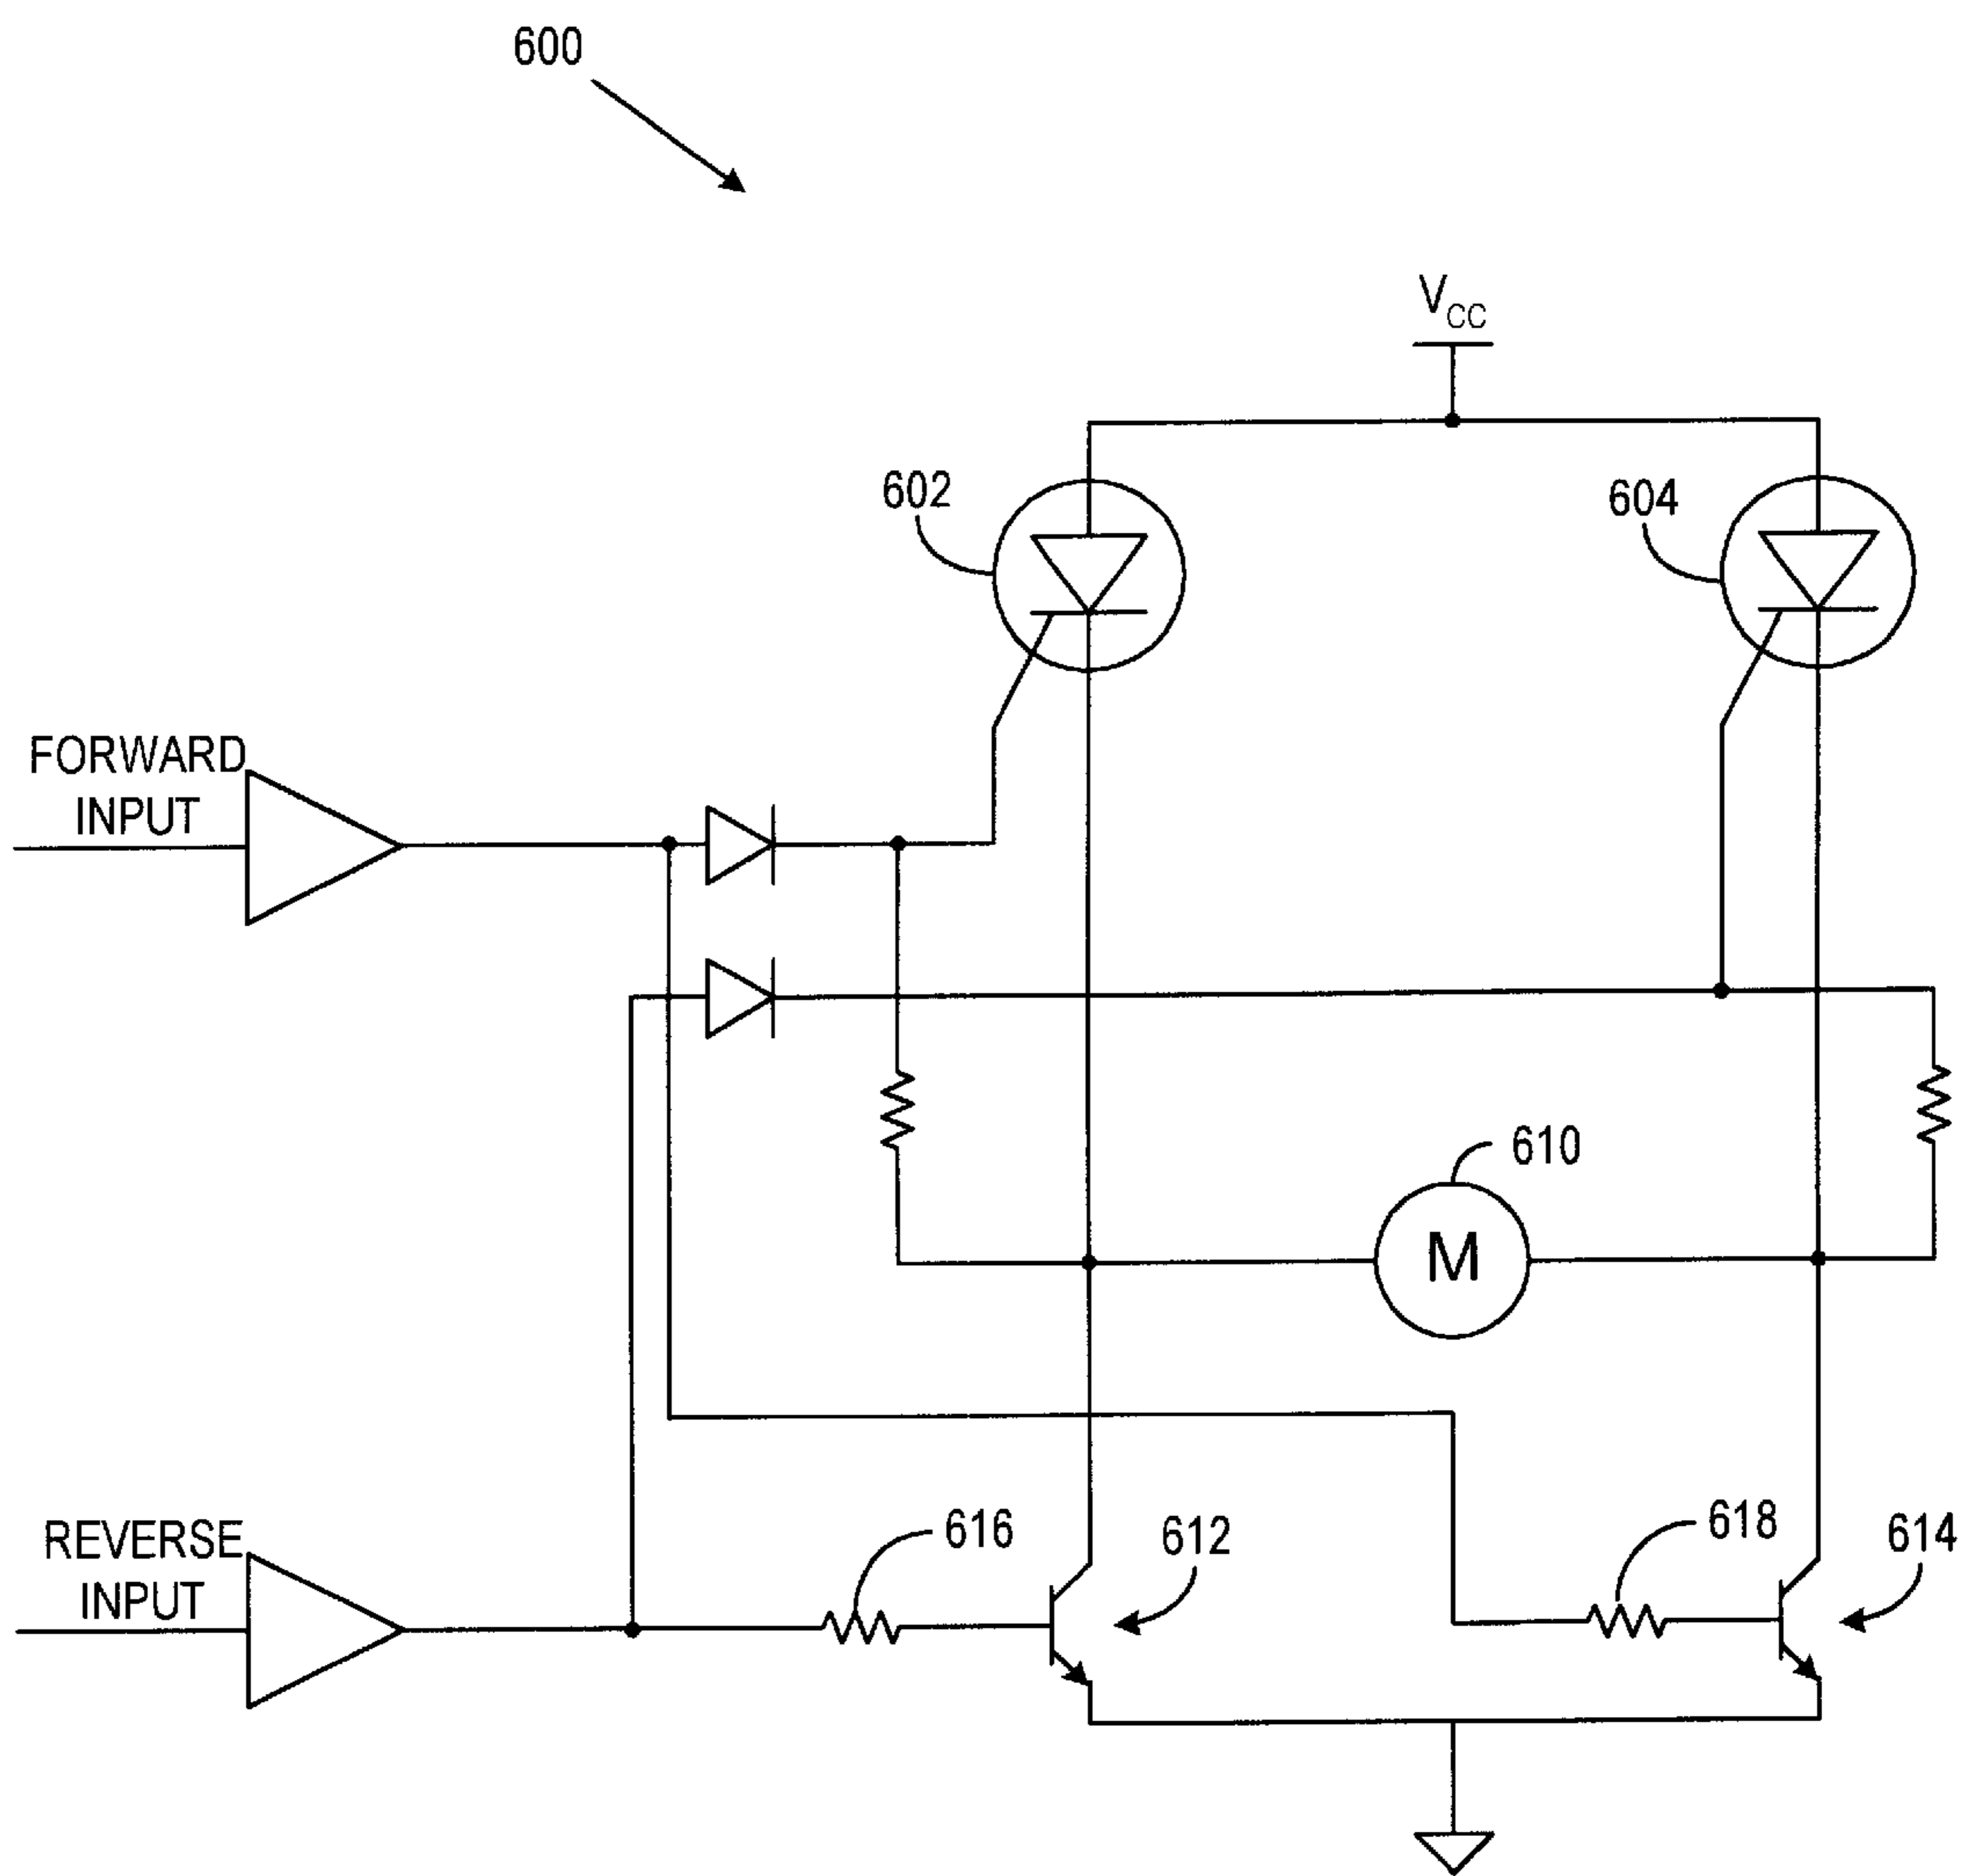 600
V_CC
602
604
FORWARD
INPUT
610
M
REVERSE
INPUT
616
612
618
614